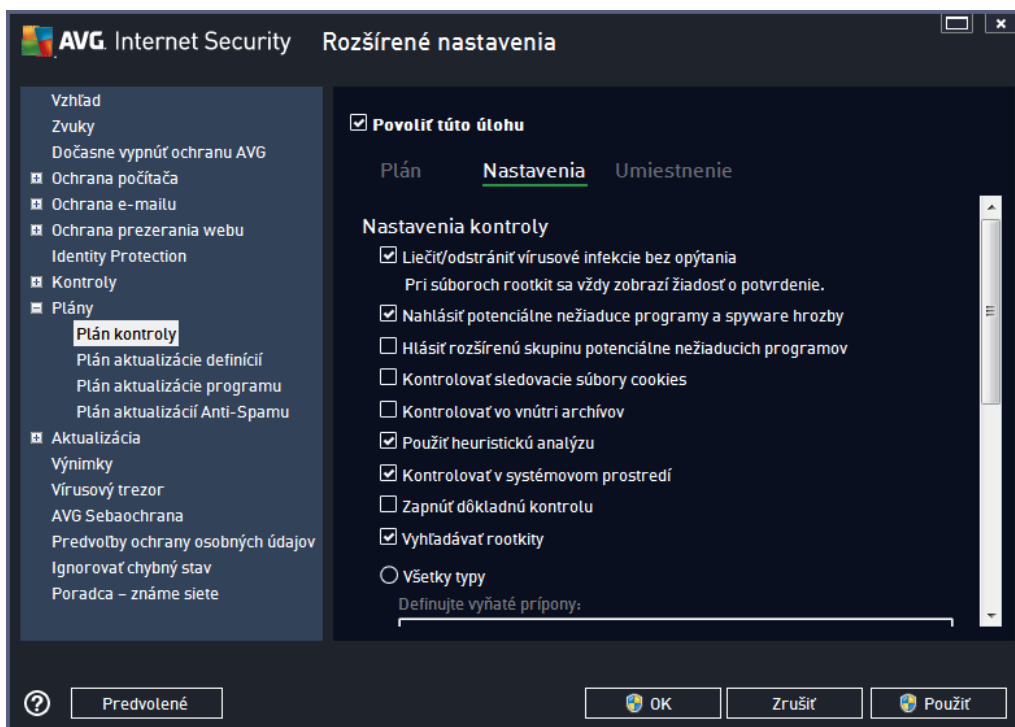 AVG. Internet Security Rozšírené nastavenia
Vzhľad
Zvuky
Dočasne vypnúť ochranu AVG
Ochrana počítača
Ochrana e-mailu
Ochrana prezerania webu
Identity Protection
Kontroly
Plány
Plán kontroly
Plán aktualizácie definícií
Plán aktualizácie programu
Plán aktualizácií Anti-Spamu
Aktualizácia
Výnimky
Vírusový trezor
AVG Sebaochrana
Predvoľby ochrany osobných údajov
Ignorovať chybný stav
Poradca – známe siete
Povoliť túto úlohu
Plán Nastavenia Umiestnenie
Nastavenia kontroly
Liečiť/odstrániť vírusové infekcie bez opýtania
Pri súboroch rootkit sa vždy zobrazí žiadosť o potvrdenie.
Nahlásiť potenciálne nežiaduce programy a spyware hrozby
Hlásiť rozšírenú skupinu potenciálne nežiaducich programov
Kontrolovať sledovacie súbory cookies
Kontrolovať vo vnútri archívov
Použiť heuristickú analýzu
Kontrolovať v systémovom prostredí
Zapnúť dôkladnú kontrolu
Vyhľadávať rootkity
Všetky typy
Definujte vyňaté prípony:
Predvolené OK Zrušiť Použiť